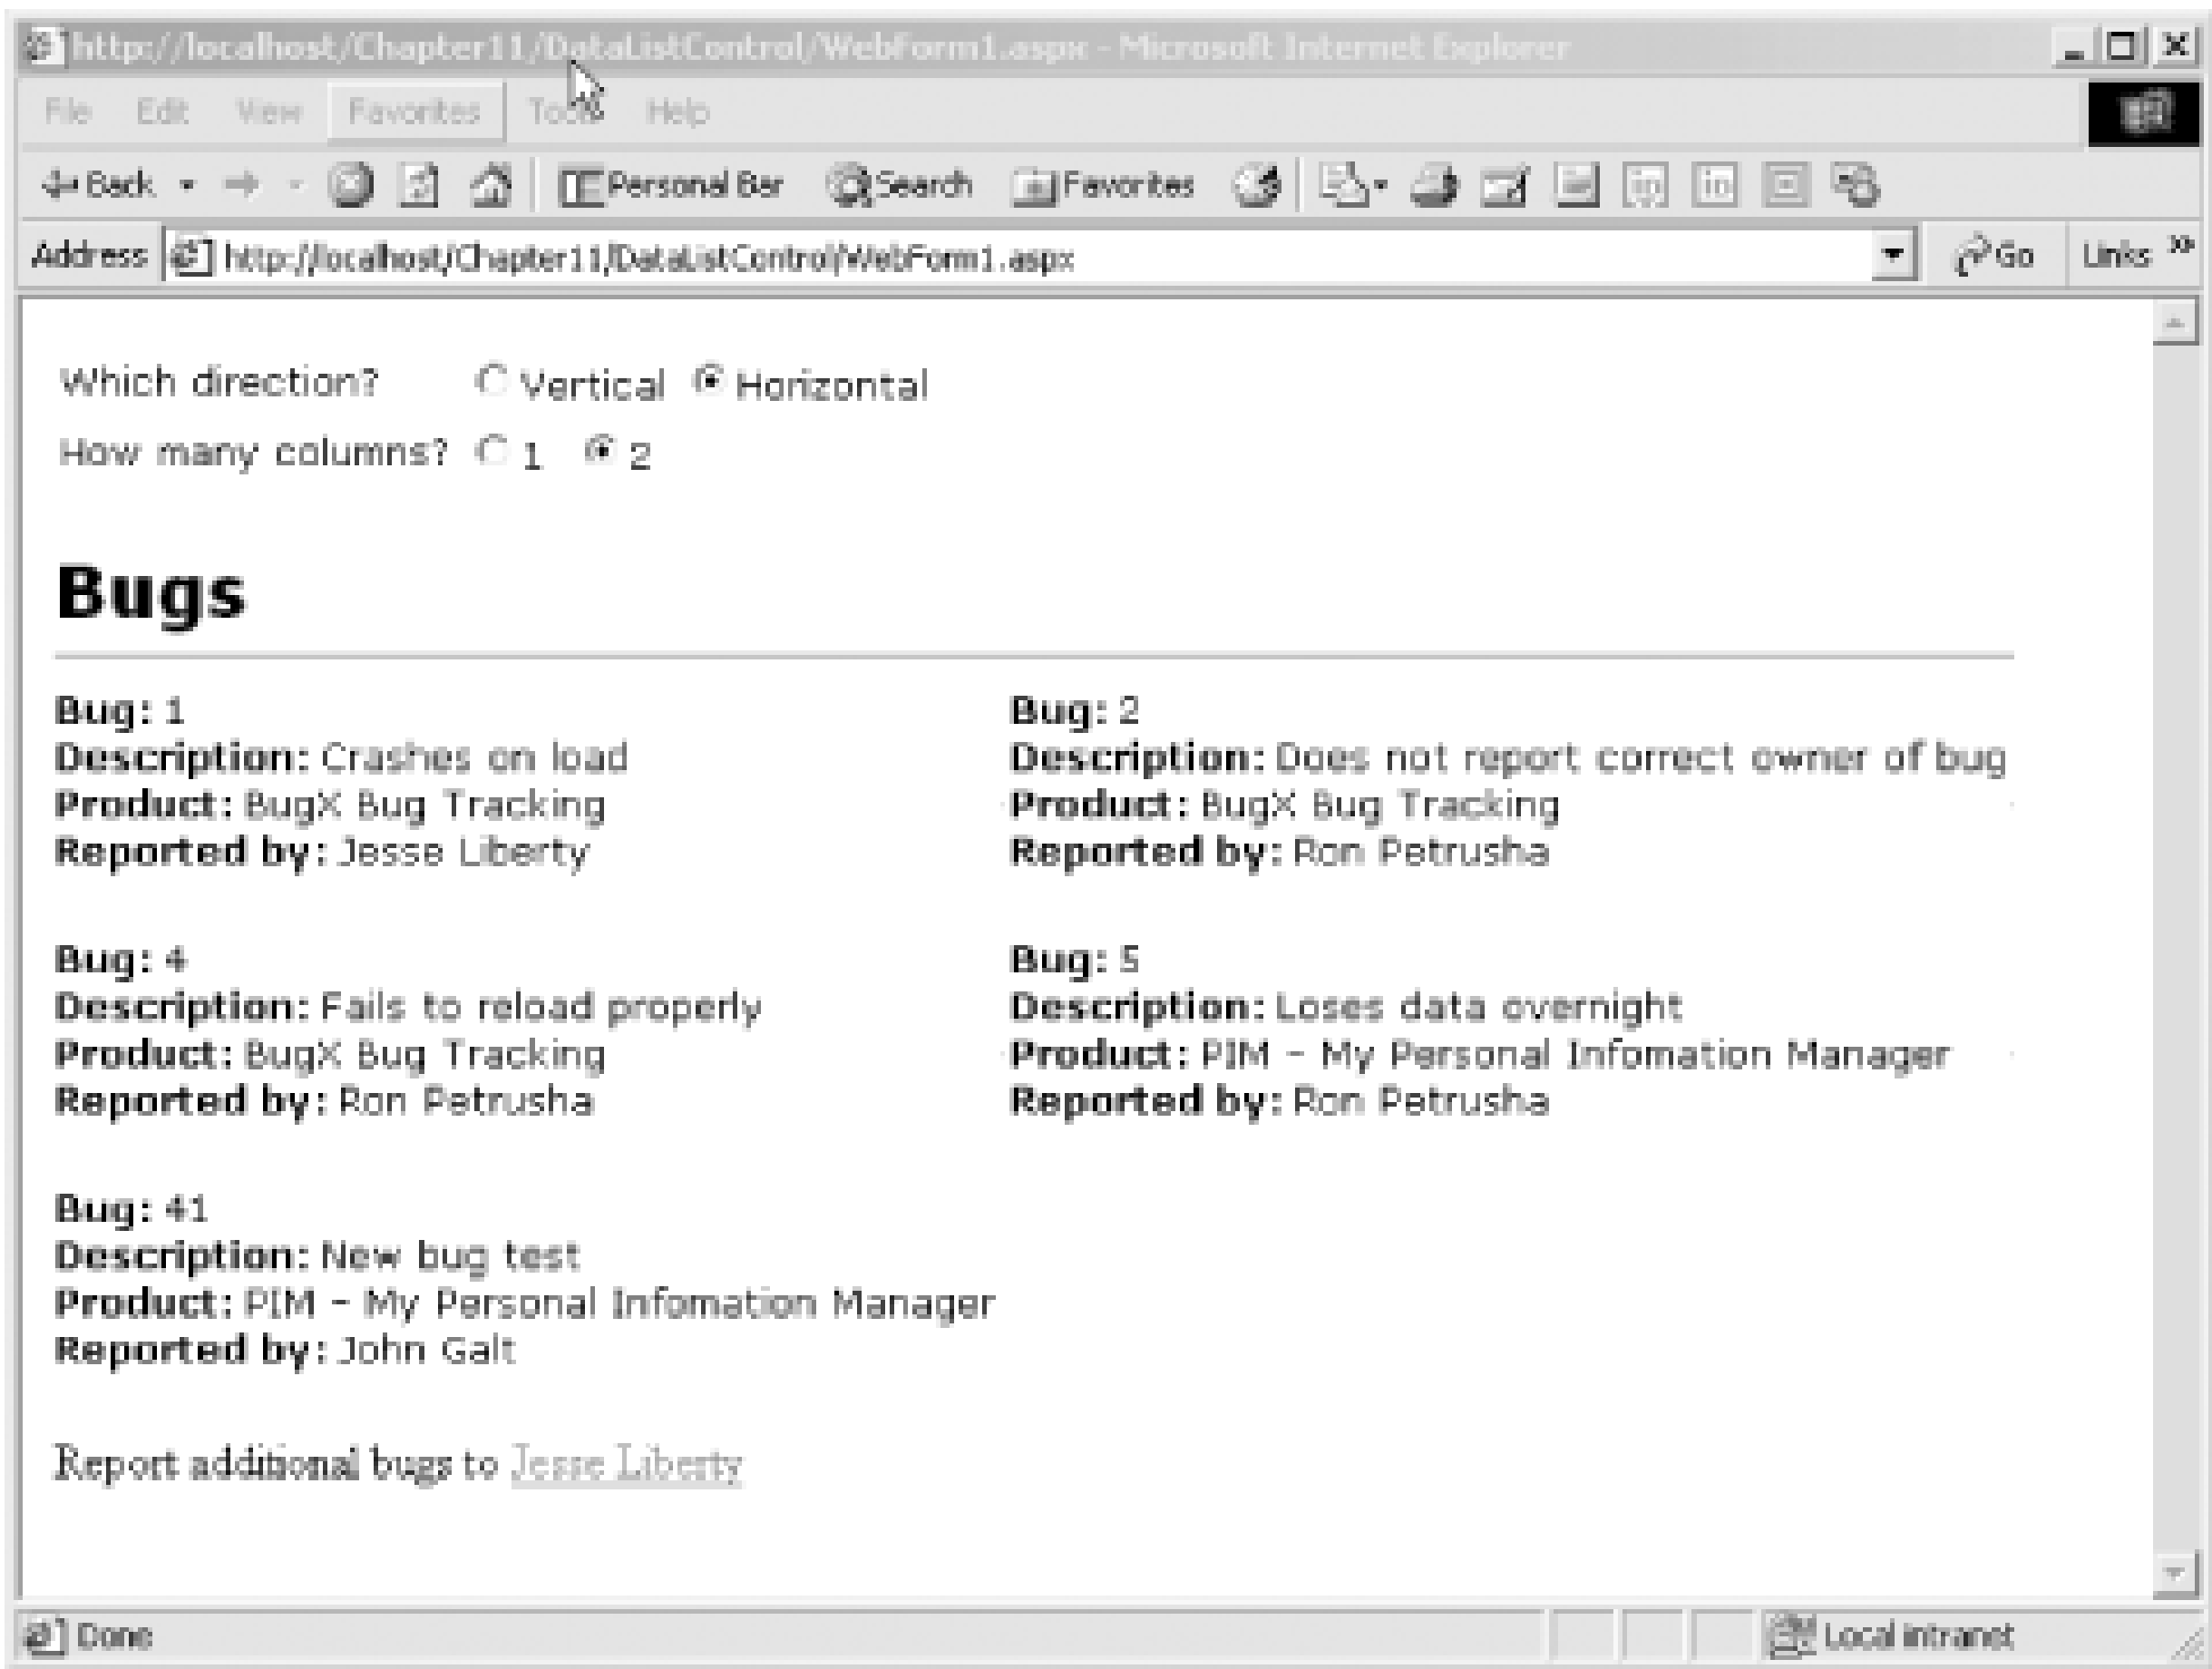 http://localhost/Chapter11/DataListControl/WebForm1.aspx - Microsoft Internet Explorer
File Edit View Favorites Tools Help
Back Personal Bar Search Favorites
Address http://localhost/Chapter11/DataListControl/WebForm1.aspx Go Links »
Which direction? Vertical Horizontal
How many columns? 1 2
Bugs
Bug: 1
Description: Crashes on load
Product: BugX Bug Tracking
Reported by: Jesse Liberty
Bug: 2
Description: Does not report correct owner of bug
Product: BugX Bug Tracking
Reported by: Ron Petrusha
Bug: 4
Description: Fails to reload properly
Product: BugX Bug Tracking
Reported by: Ron Petrusha
Bug: 5
Description: Loses data overnight
Product: PIM - My Personal Infomation Manager
Reported by: Ron Petrusha
Bug: 41
Description: New bug test
Product: PIM - My Personal Infomation Manager
Reported by: John Galt
Report additional bugs to Jesse Liberty
Done Local intranet